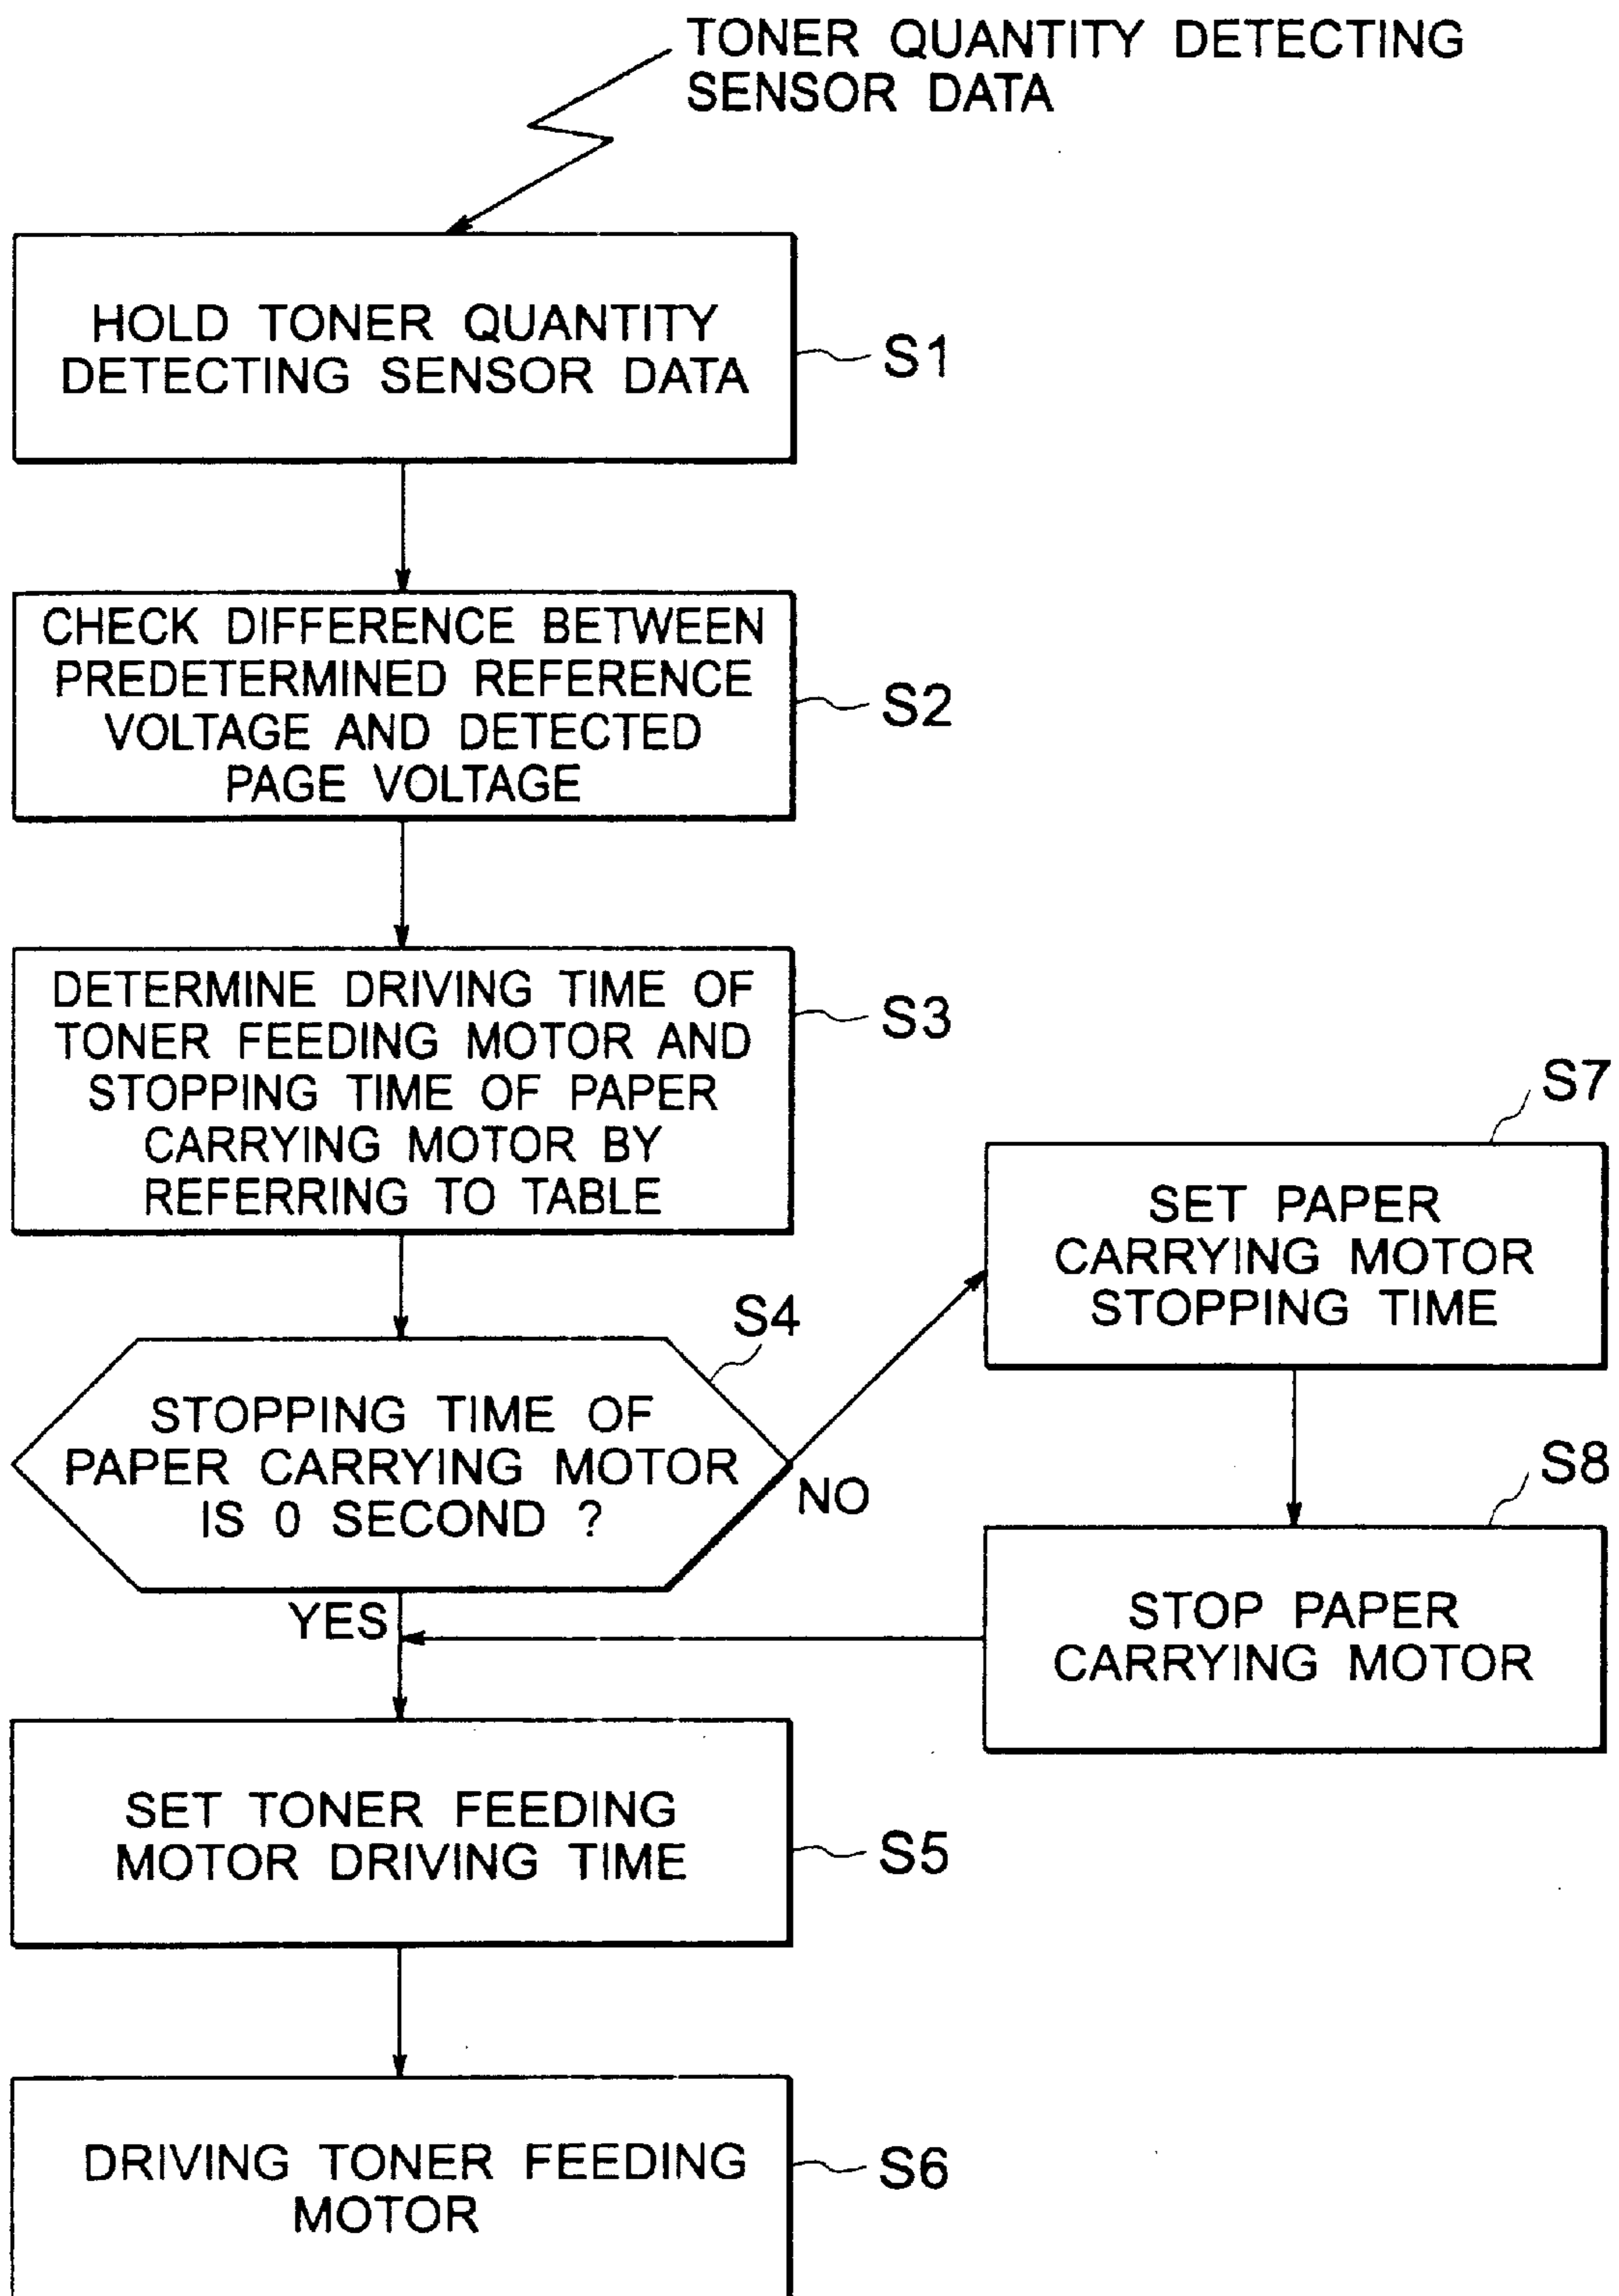 TONER QUANTITY DETECTING
SENSOR DATA
HOLD TONER QUANTITY
DETECTING SENSOR DATA
S1
CHECK DIFFERENCE BETWEEN
PREDETERMINED REFERENCE
VOLTAGE AND DETECTED
PAGE VOLTAGE
S2
DETERMINE DRIVING TIME OF
TONER FEEDING MOTOR AND
STOPPING TIME OF PAPER
CARRYING MOTOR BY
REFERRING TO TABLE
S3
S4
STOPPING TIME OF
PAPER CARRYING MOTOR
IS 0 SECOND ?
NO
YES
S7
SET PAPER
CARRYING MOTOR
STOPPING TIME
S8
STOP PAPER
CARRYING MOTOR
SET TONER FEEDING
MOTOR DRIVING TIME
S5
DRIVING TONER FEEDING
MOTOR
S6